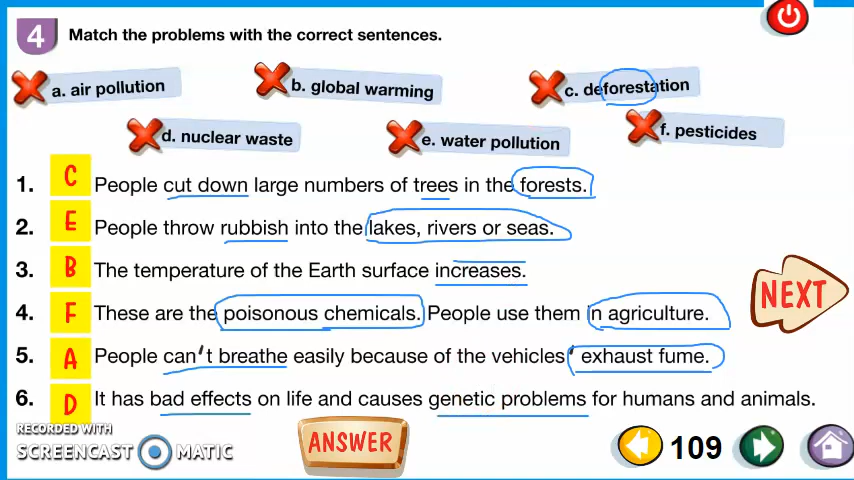 4 Match the problems with the correct sentences.
a. air pollution b. global warming c. deforestation
d. nuclear waste e. water pollution f. pesticides
1. C People cut down large numbers of trees in the forests.
2. E People throw rubbish into the lakes, rivers or seas.
3. B The temperature of the Earth surface increases.
4. F These are the poisonous chemicals. People use them in agriculture.
5. A People can't breathe easily because of the vehicles' exhaust fume.
6. D It has bad effects on life and causes genetic problems for humans and animals.
NEXT
RECORDED WITH
SCREENCAST MATIC
ANSWER
109